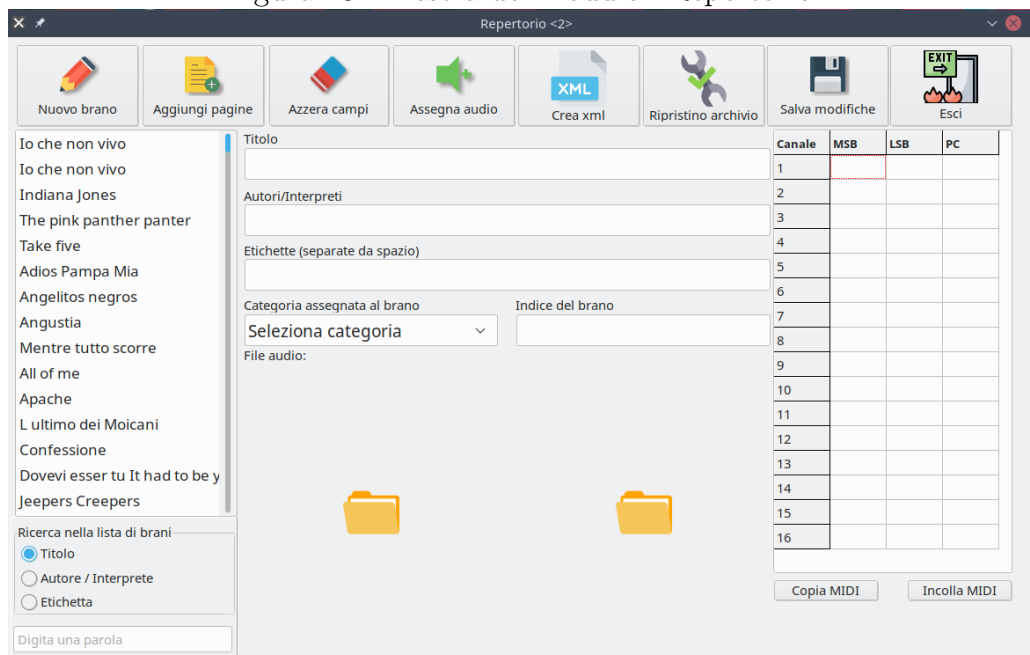 Repertorio <2>
Nuovo brano
Aggiungi pagine
Azzera campi
Assegna audio
XML
Crea xml
Ripristino archivio
Salva modifiche
EXIT
Esci
Io che non vivo
Io che non vivo
Indiana Jones
The pink panther panter
Take five
Adios Pampa Mia
Angelitos negros
Angustia
Mentre tutto scorre
All of me
Apache
L ultimo dei Moicani
Confessione
Dovevi esser tu It had to be y
Jeepers Creepers
Ricerca nella lista di brani
Titolo
Autore / Interprete
Etichetta
Digita una parola
Titolo
Autori/Interpreti
Etichette (separate da spazio)
Categoria assegnata al brano
Seleziona categoria
Indice del brano
File audio:
Canale MSB LSB PC
1
2
3
4
5
6
7
8
9
10
11
12
13
14
15
16
Copia MIDI
Incolla MIDI